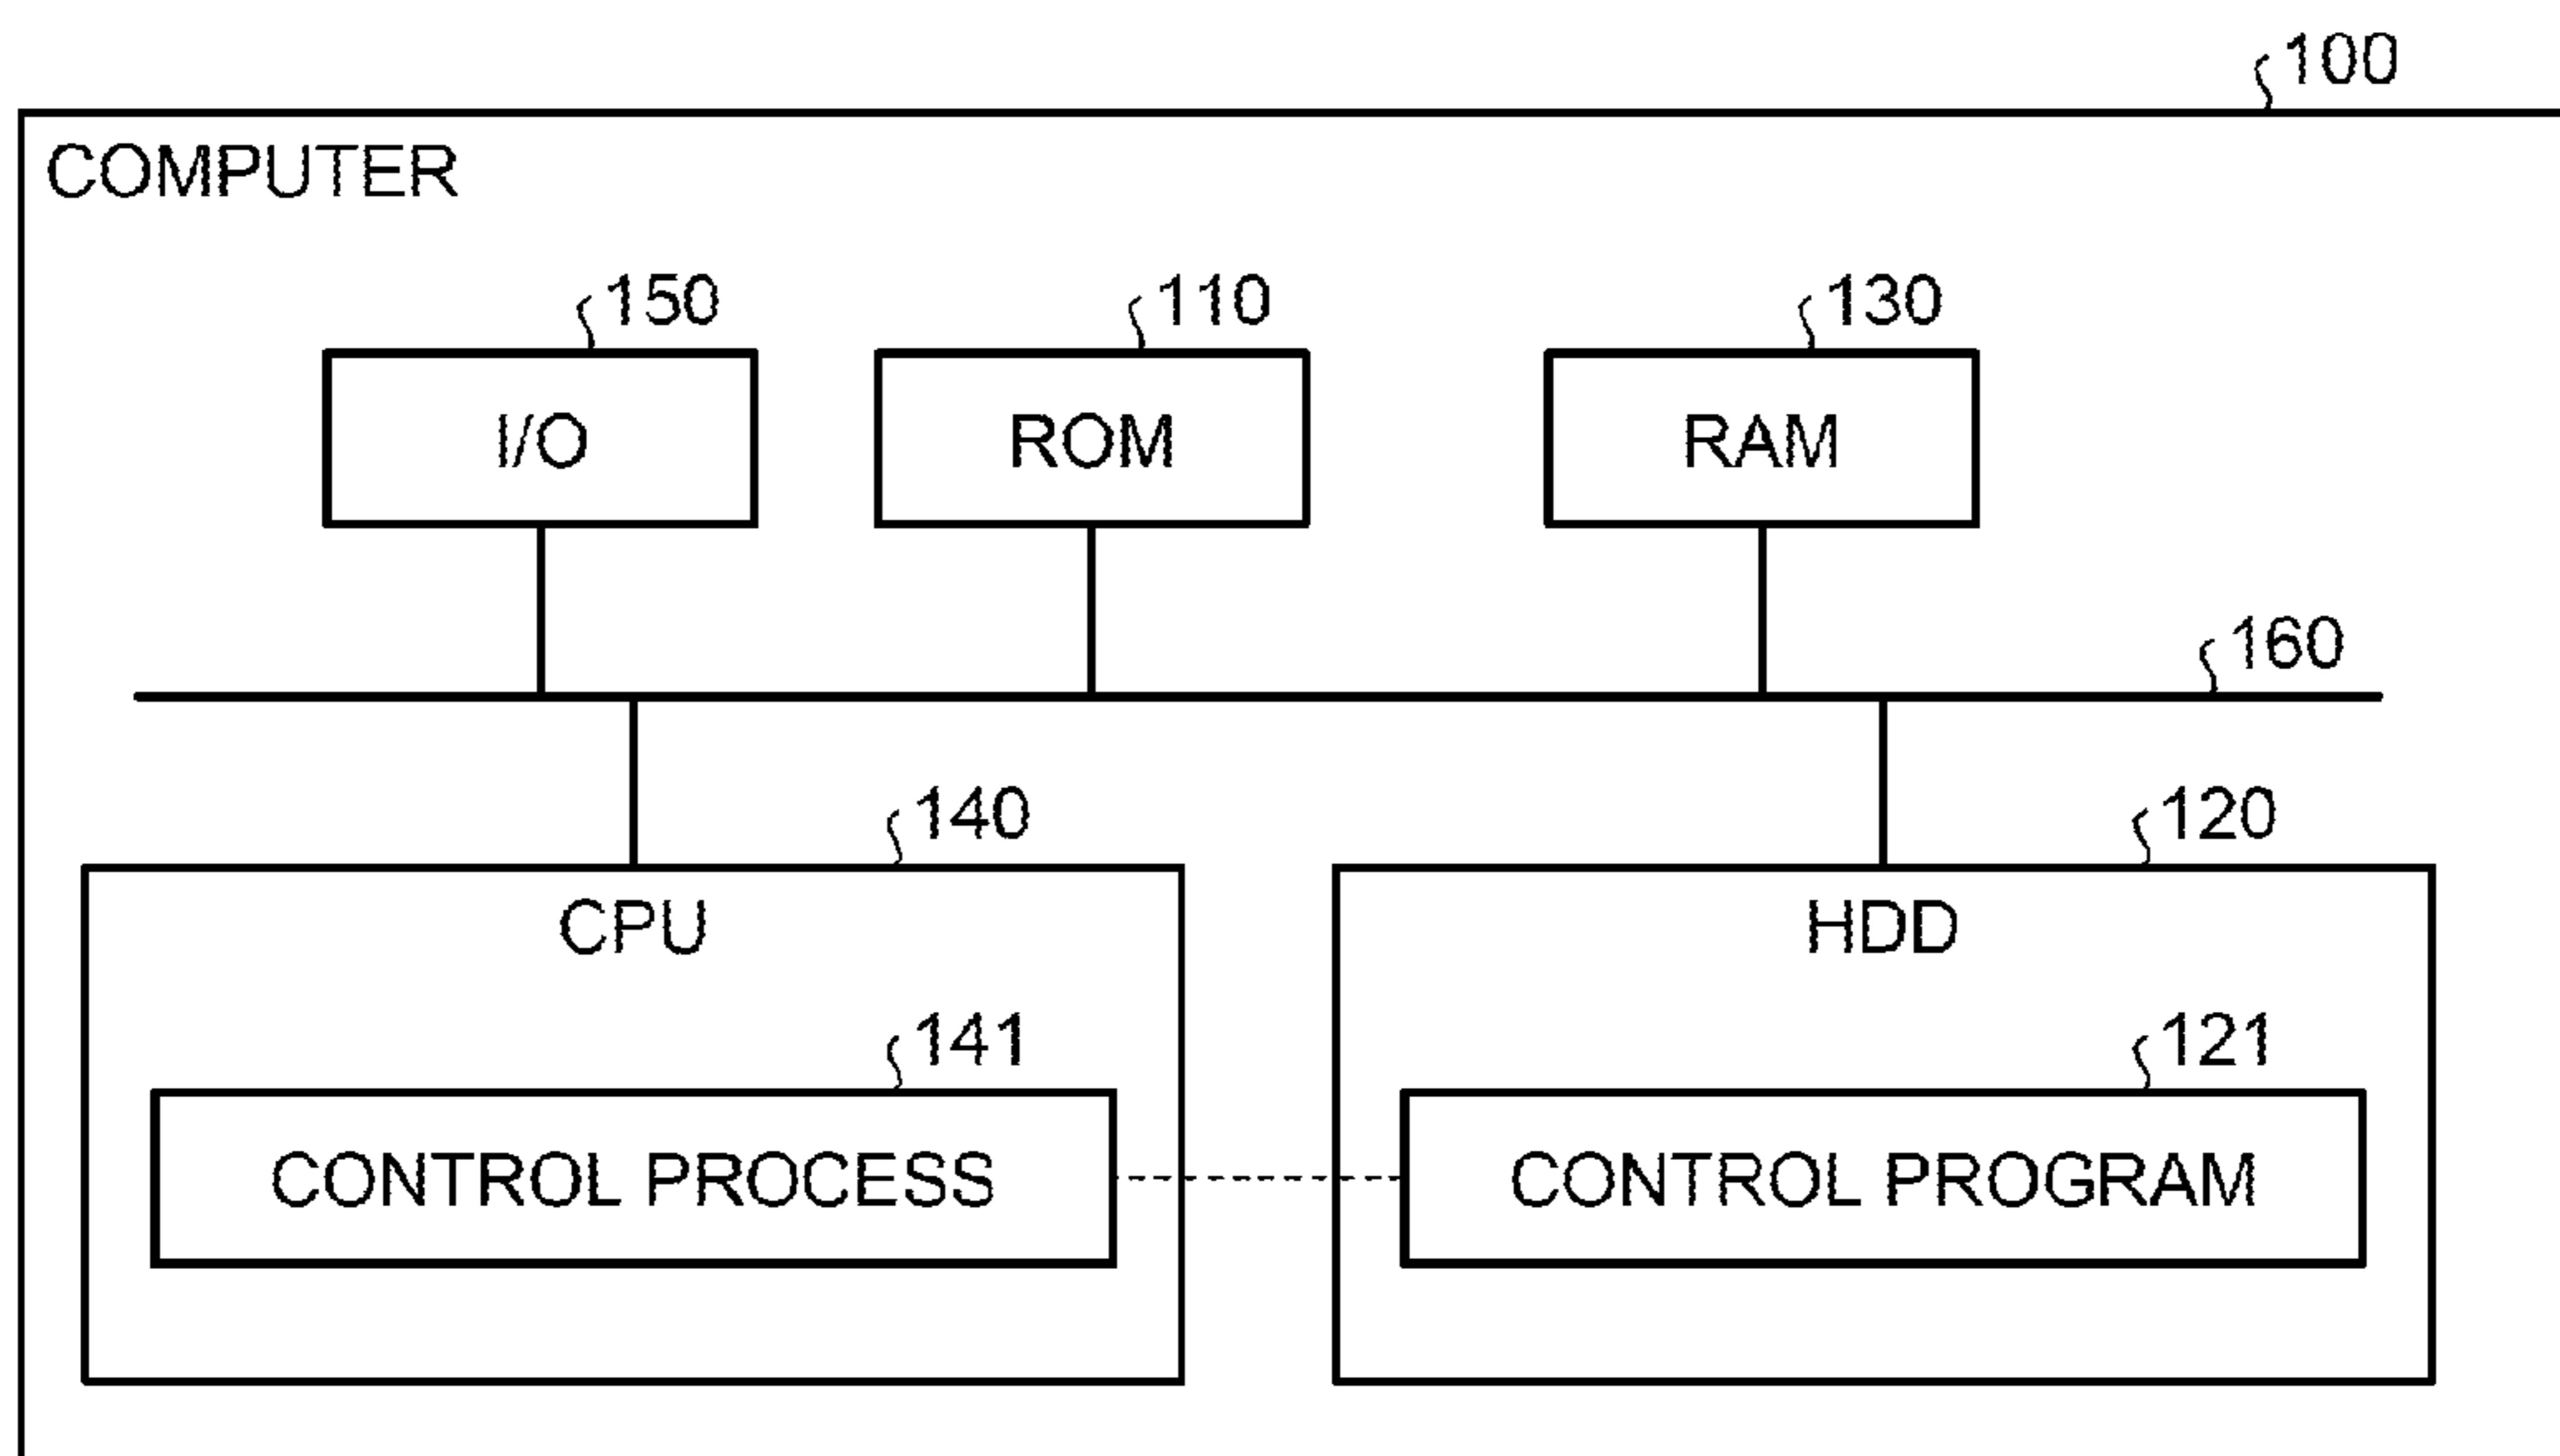 100
COMPUTER
150 110 130
I/O ROM RAM
160
140 120
CPU HDD
141 121
CONTROL PROCESS CONTROL PROGRAM